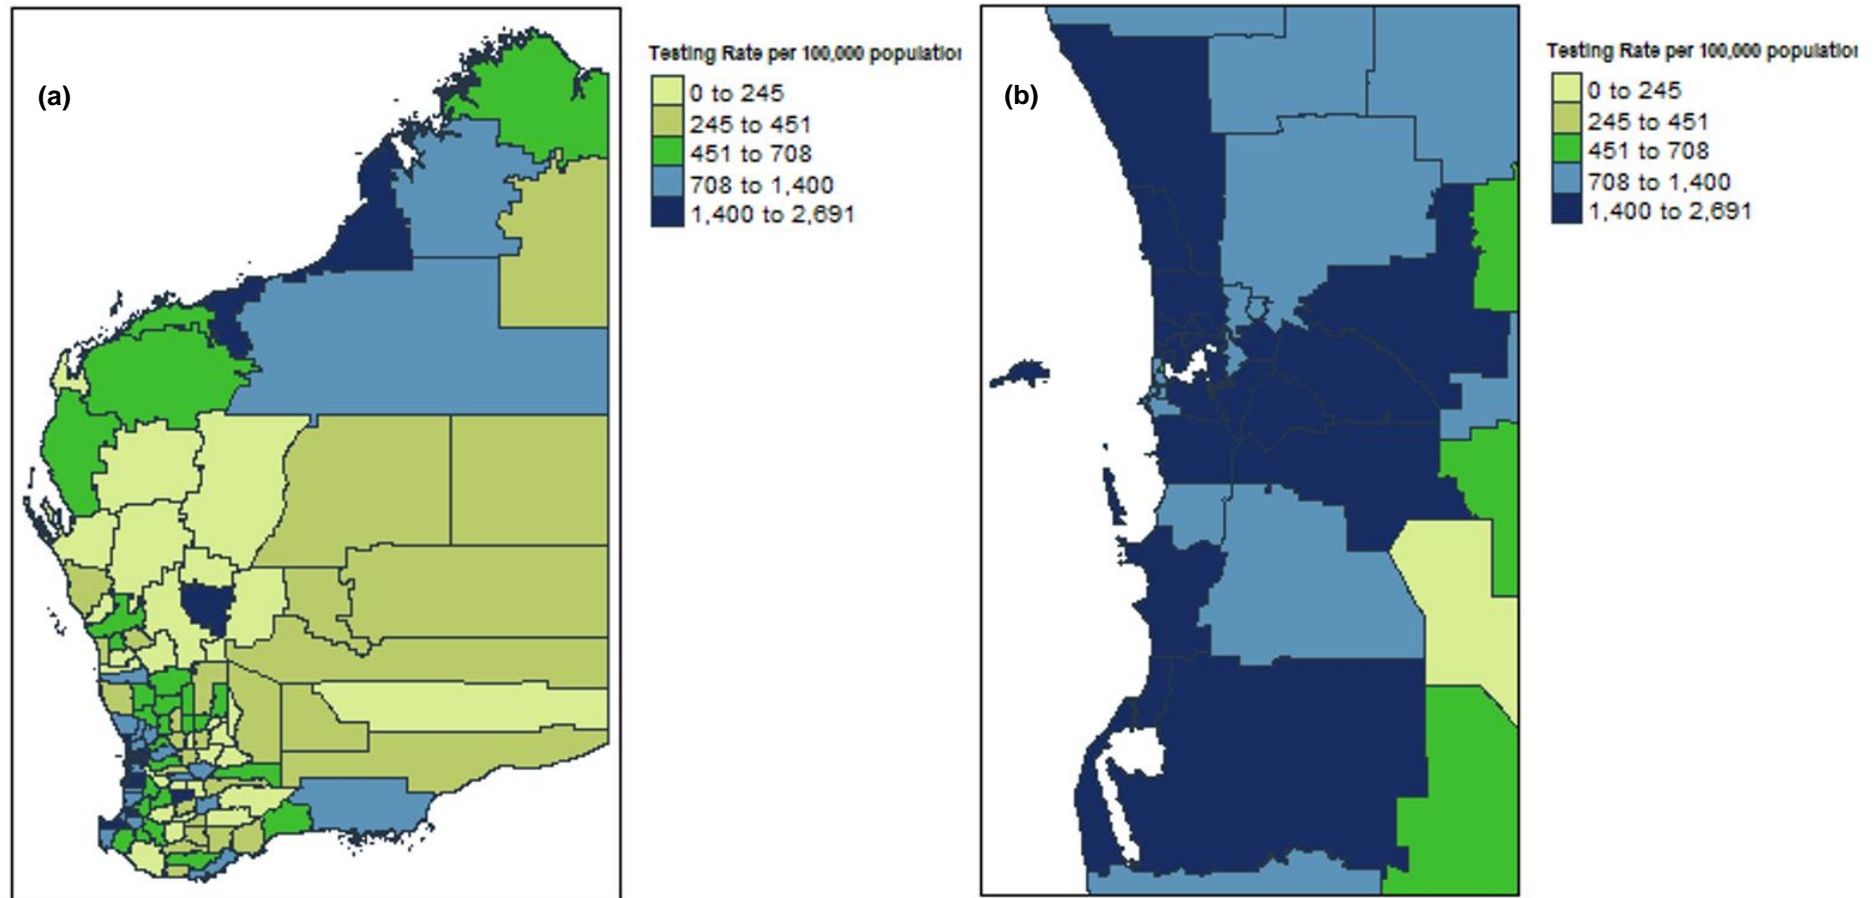 (a)
Testing Rate per 100,000 population
0 to 245
245 to 451
451 to 708
708 to 1,400
1,400 to 2,691
(b)
Testing Rate per 100,000 population
0 to 245
245 to 451
451 to 708
708 to 1,400
1,400 to 2,691